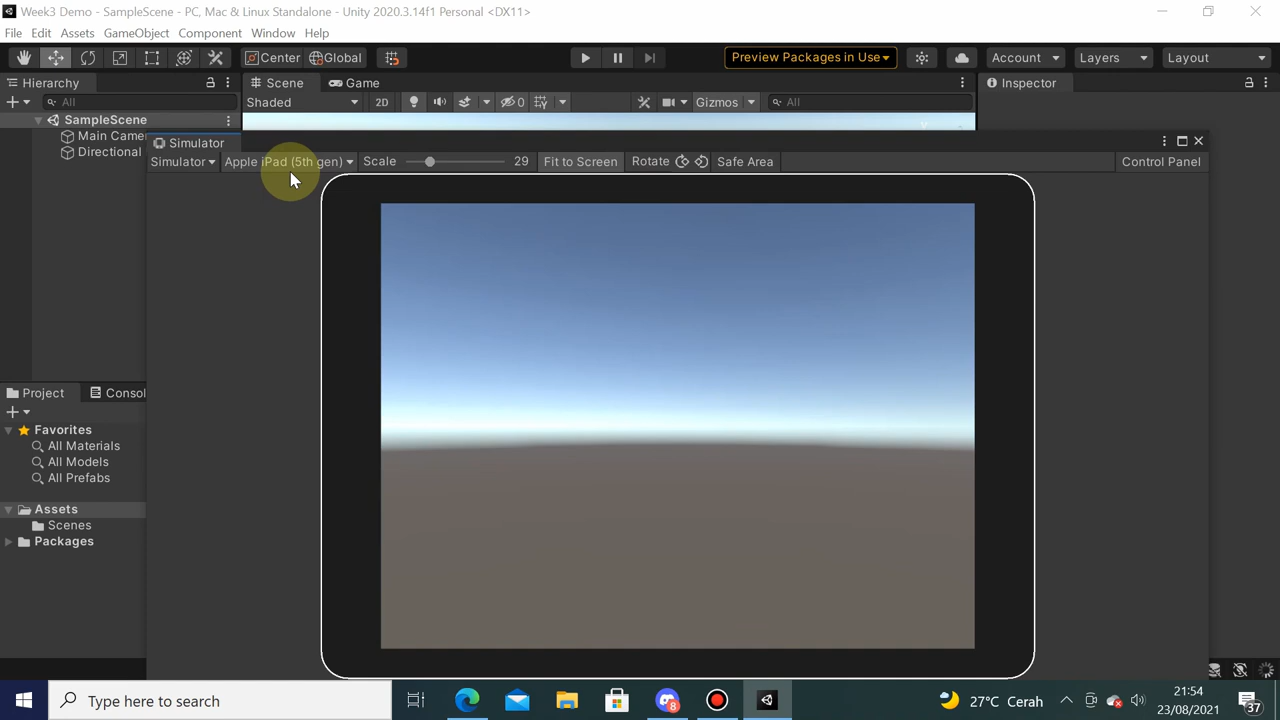 Week3 Demo - SampleScene - PC, Mac & Linux Standalone - Unity 2020.3.14f1 Personal <DX11>
File Edit Assets GameObject Component Window Help
Center Global Preview Packages in Use Account Layers Layout
Hierarchy Scene Game Inspector
All Shaded 2D 0 Gizmos All
SampleScene
Main Came
Directional
Simulator
Simulator Apple iPad (5th gen) Scale 29 Fit to Screen Rotate Safe Area Control Panel
Project Consol
Favorites
All Materials
All Models
All Prefabs
Assets
Scenes
Packages
Type here to search 8 27°C Cerah 21:54
23/08/2021 37